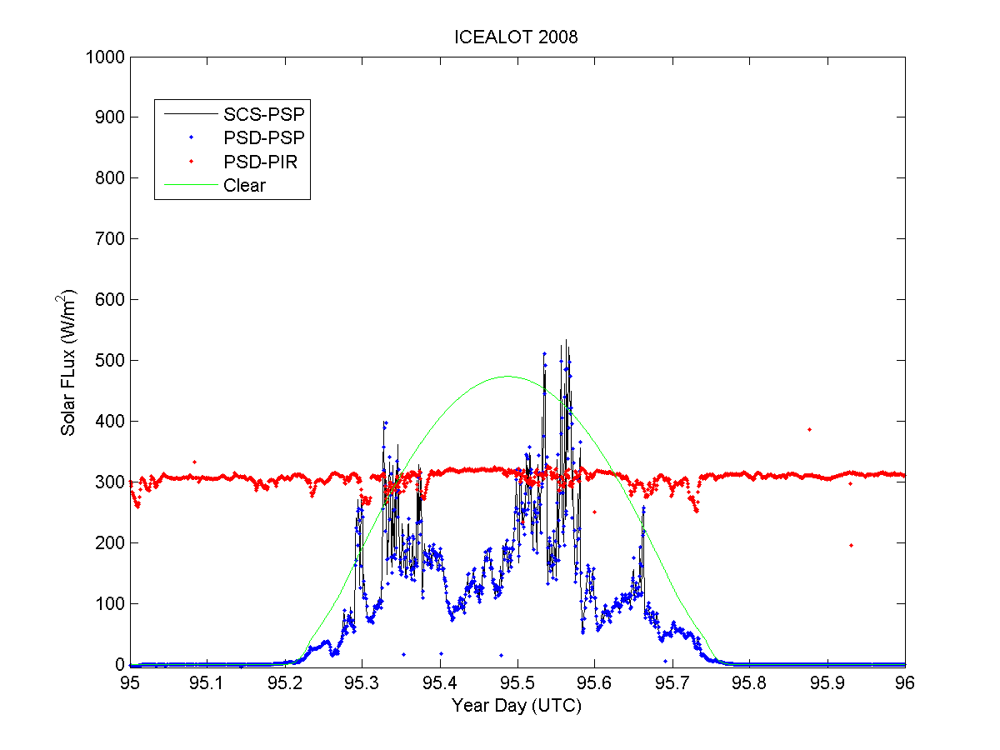 ICEALOT 2008
1000
900
800
700
600
500
400
300
200
100
0
SCS-PSP
PSD-PSP
PSD-PIR
Clear
Solar FLux (W/m²)
95 95.1 95.2 95.3 95.4 95.5 95.6 95.7 95.8 95.9 96
Year Day (UTC)